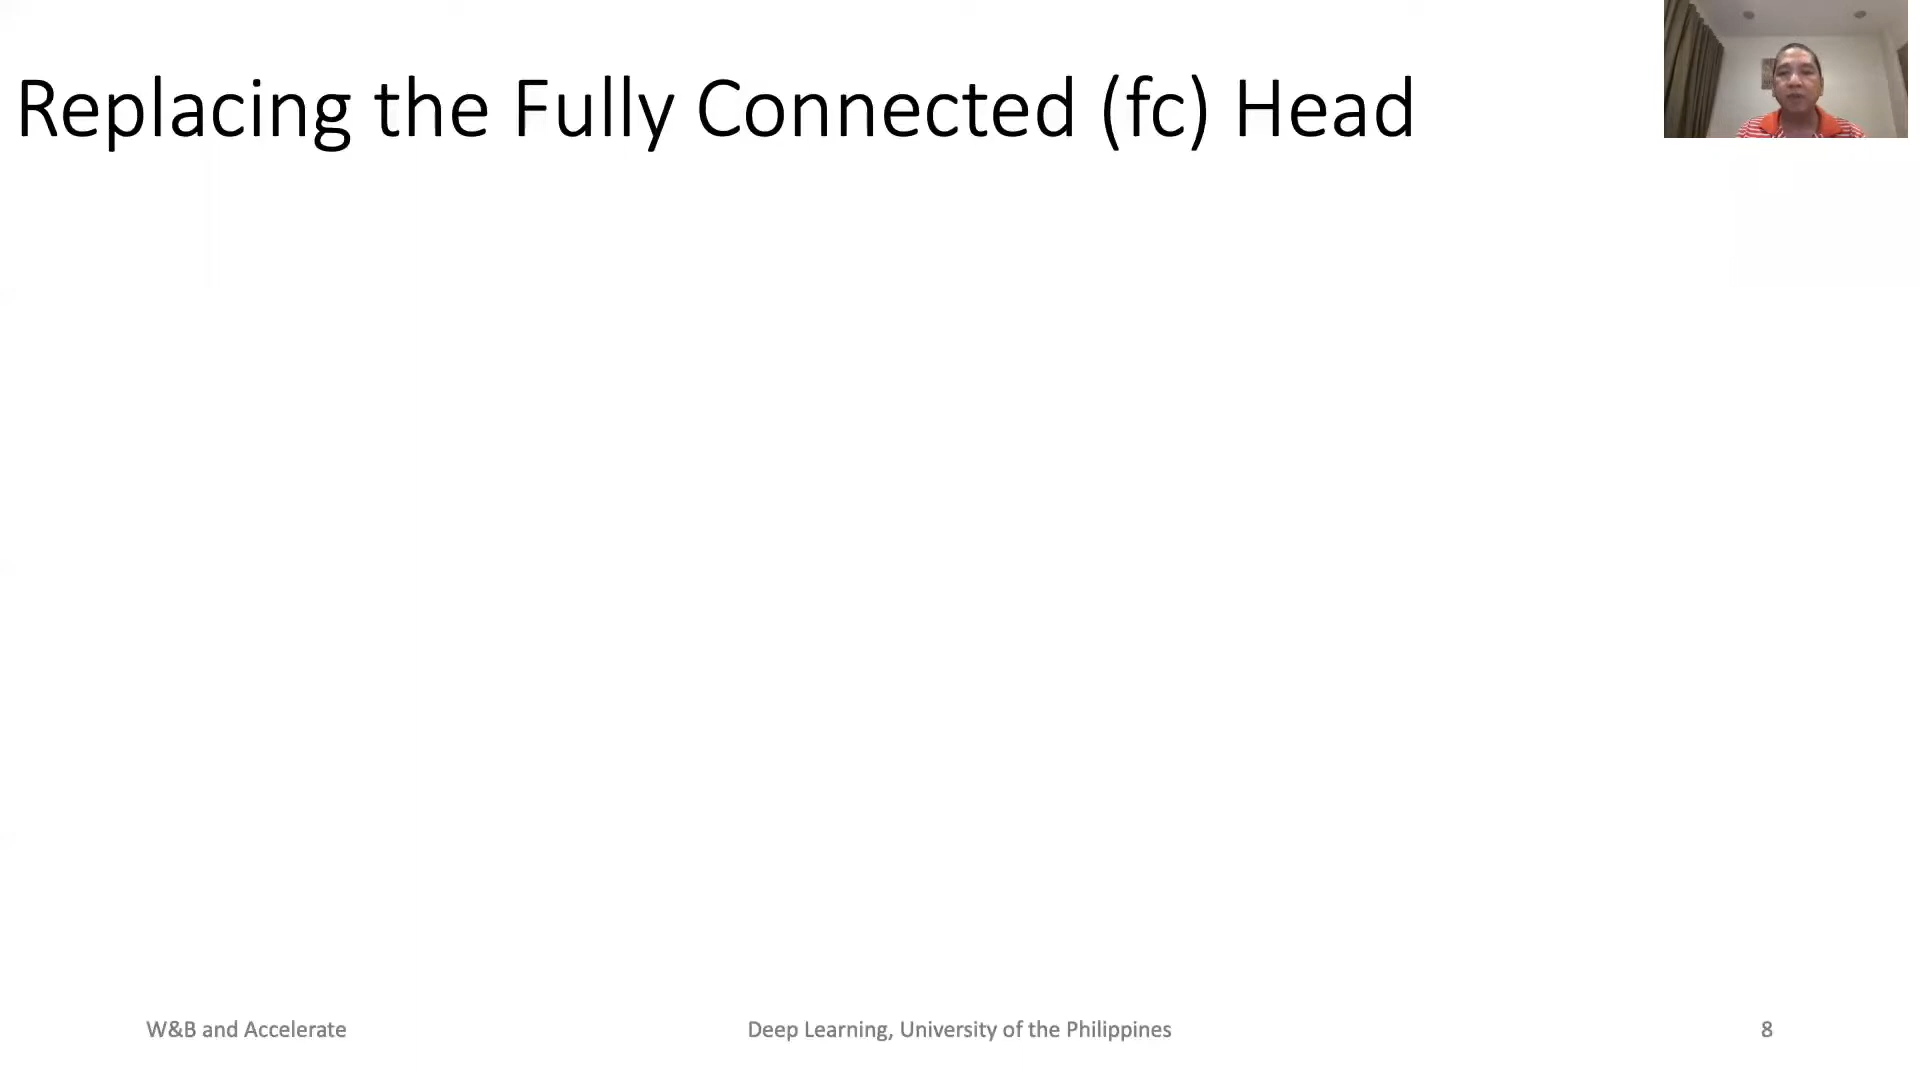 Replacing the Fully Connected (fc) Head
W&B and Accelerate
Deep Learning, University of the Philippines
8